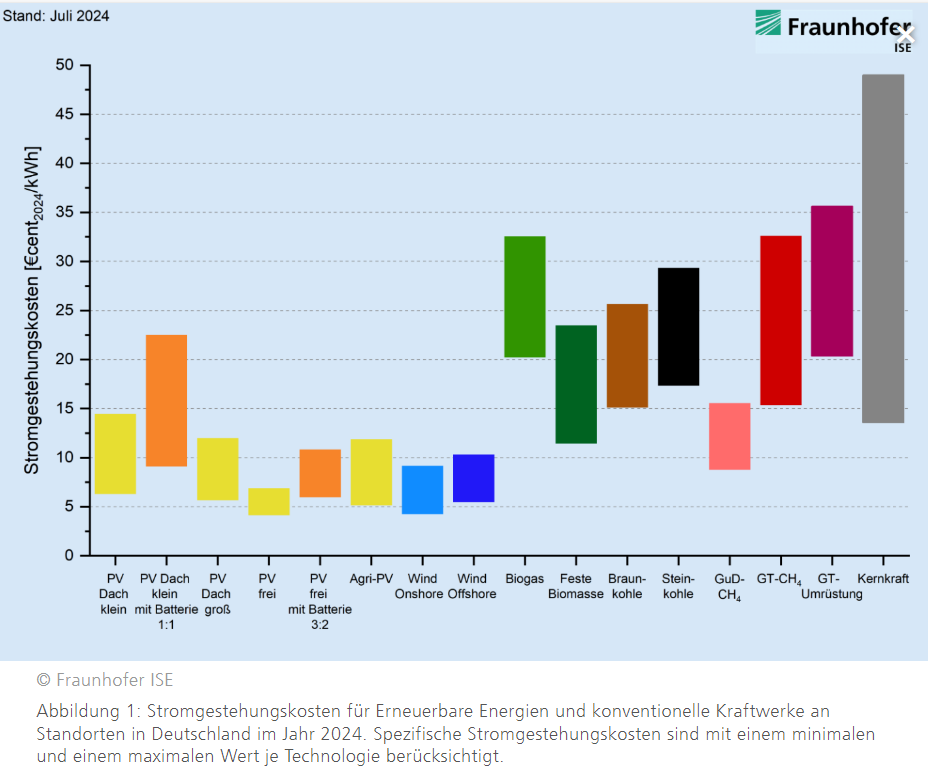 Stand: Juli 2024
Fraunhofer
ISE
Stromgestehungskosten [€cent2024/kWh]
50
45
40
35
30
25
20
15
10
5
0
PV Dach klein
PV Dach klein mit Batterie 1:1
PV Dach groß
PV frei
PV frei mit Batterie 3:2
Agri-PV
Wind Onshore
Wind Offshore
Biogas
Feste Biomasse
Braun-kohle
Stein-kohle
GuD-CH4
GT-CH4
GT-Umrüstung
Kernkraft
© Fraunhofer ISE
Abbildung 1: Stromgestehungskosten für Erneuerbare Energien und konventionelle Kraftwerke an
Standorten in Deutschland im Jahr 2024. Spezifische Stromgestehungskosten sind mit einem minimalen
und einem maximalen Wert je Technologie berücksichtigt.